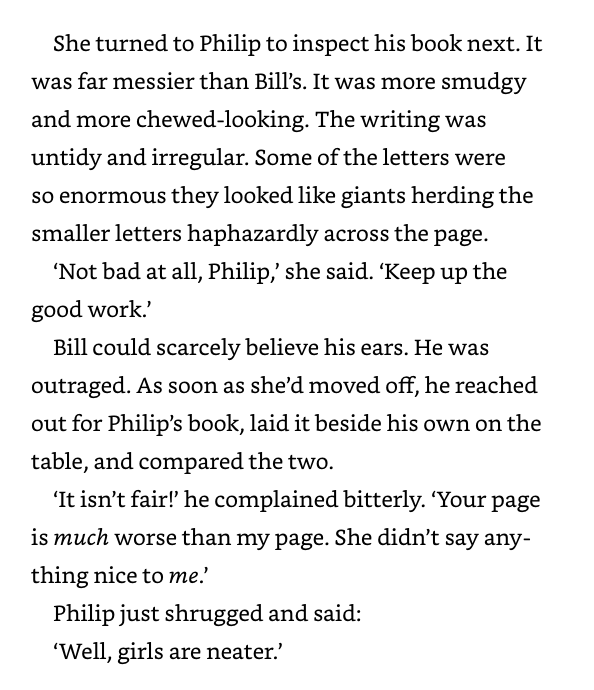 She turned to Philip to inspect his book next. It
was far messier than Bill’s. It was more smudgy
and more chewed-looking. The writing was
untidy and irregular. Some of the letters were
so enormous they looked like giants herding the
smaller letters haphazardly across the page.
‘Not bad at all, Philip,’ she said. ‘Keep up the
good work.’
Bill could scarcely believe his ears. He was
outraged. As soon as she’d moved off, he reached
out for Philip’s book, laid it beside his own on the
table, and compared the two.
‘It isn’t fair!’ he complained bitterly. ‘Your page
is much worse than my page. She didn’t say any-
thing nice to me.’
Philip just shrugged and said:
‘Well, girls are neater.’